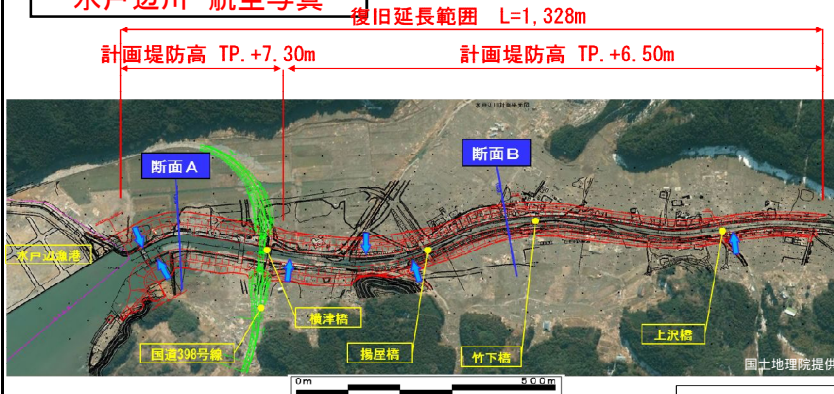 水戸辺川 航空写真
復旧延長範囲 L=1,328m
計画堤防高 TP.+7.30m
計画堤防高 TP.+6.50m
断面A
断面B
水戸辺漁港
横津橋
国道398号線
揚屋橋
竹下橋
上沢橋
国土地理院提供
0m
500m